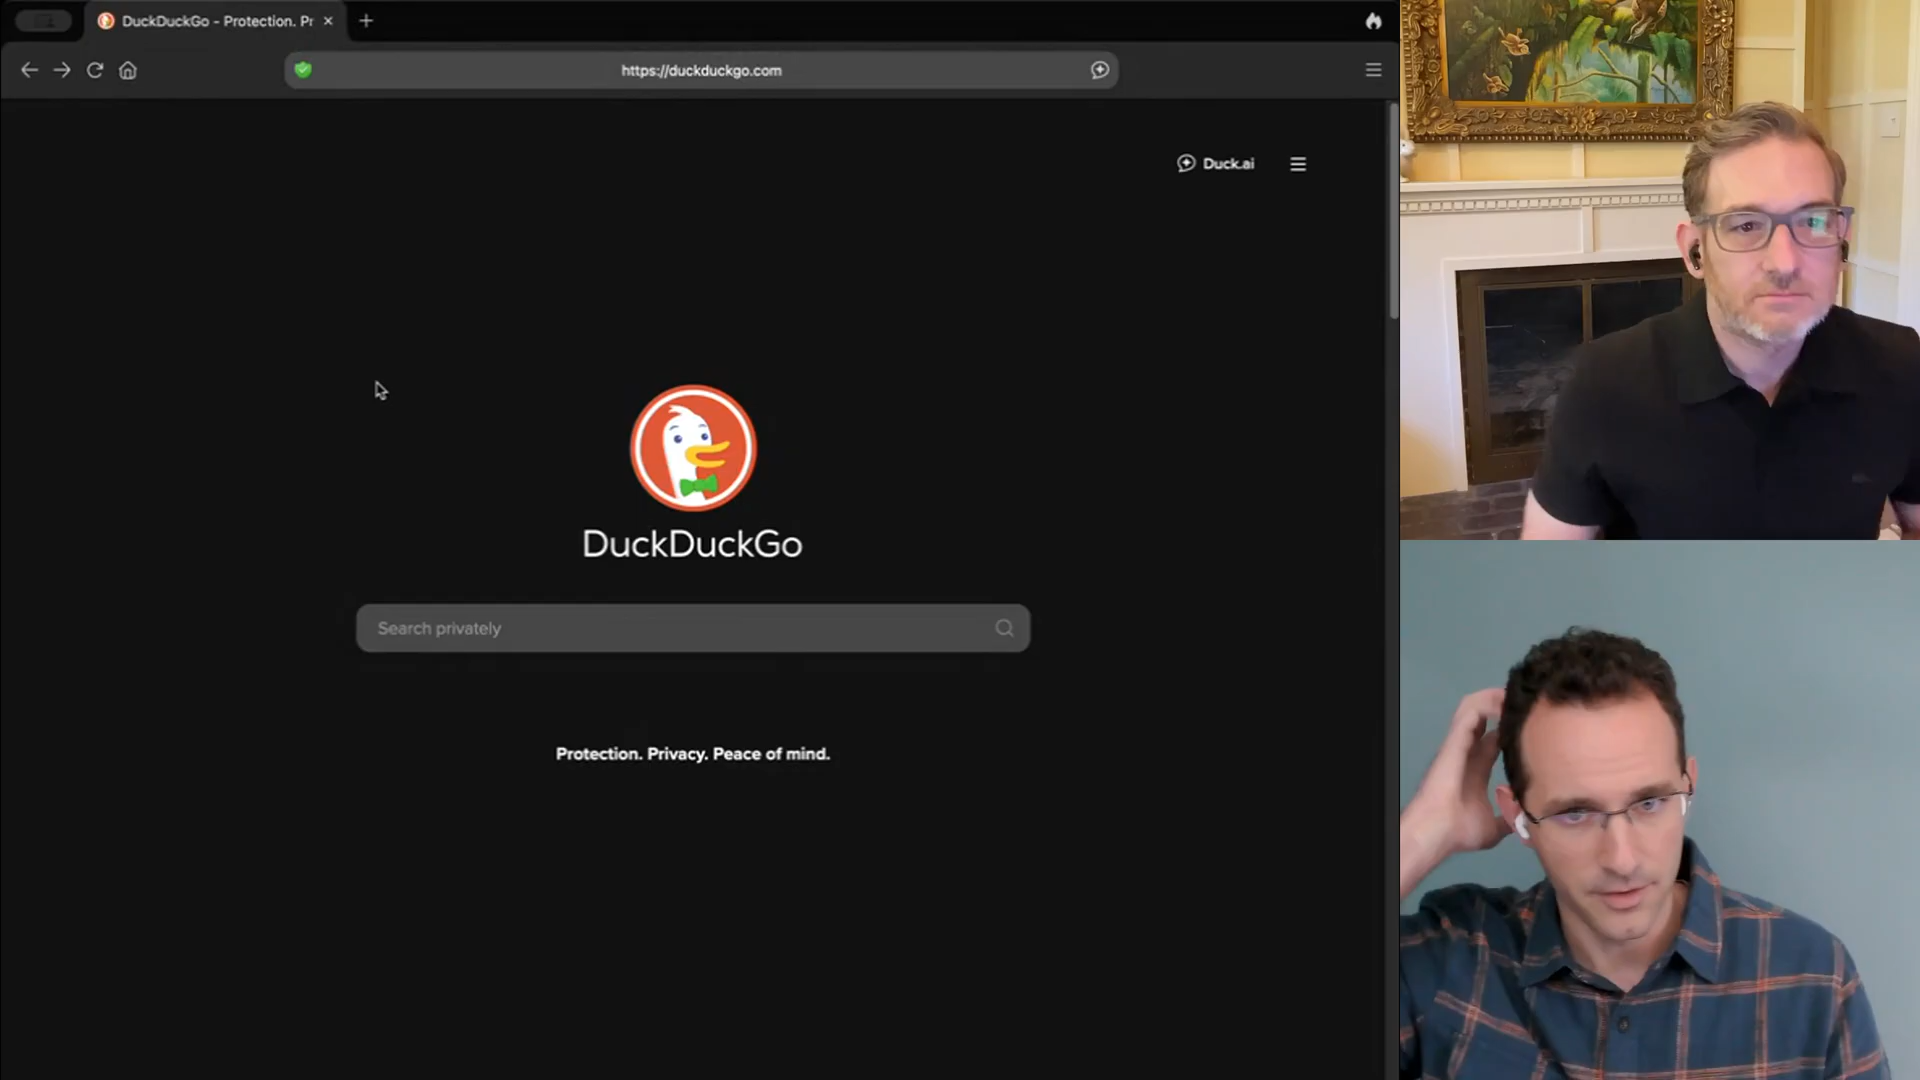 DuckDuckGo - Protection. Pr
https://duckduckgo.com
Duck.ai
DuckDuckGo
Search privately
Protection. Privacy. Peace of mind.